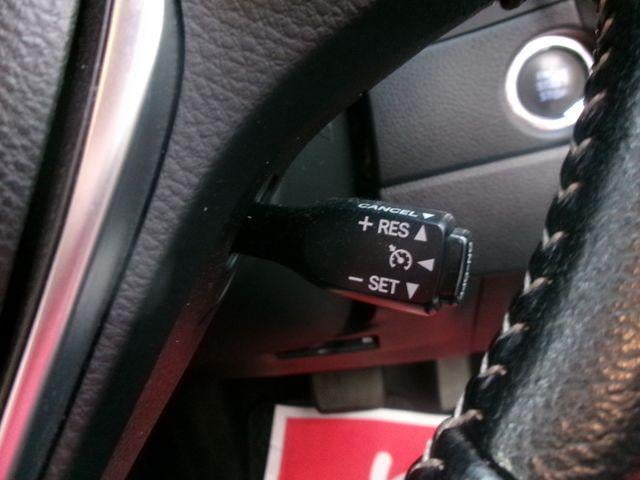 CANCEL ▼
+ RES ▲
◀
− SET ▼